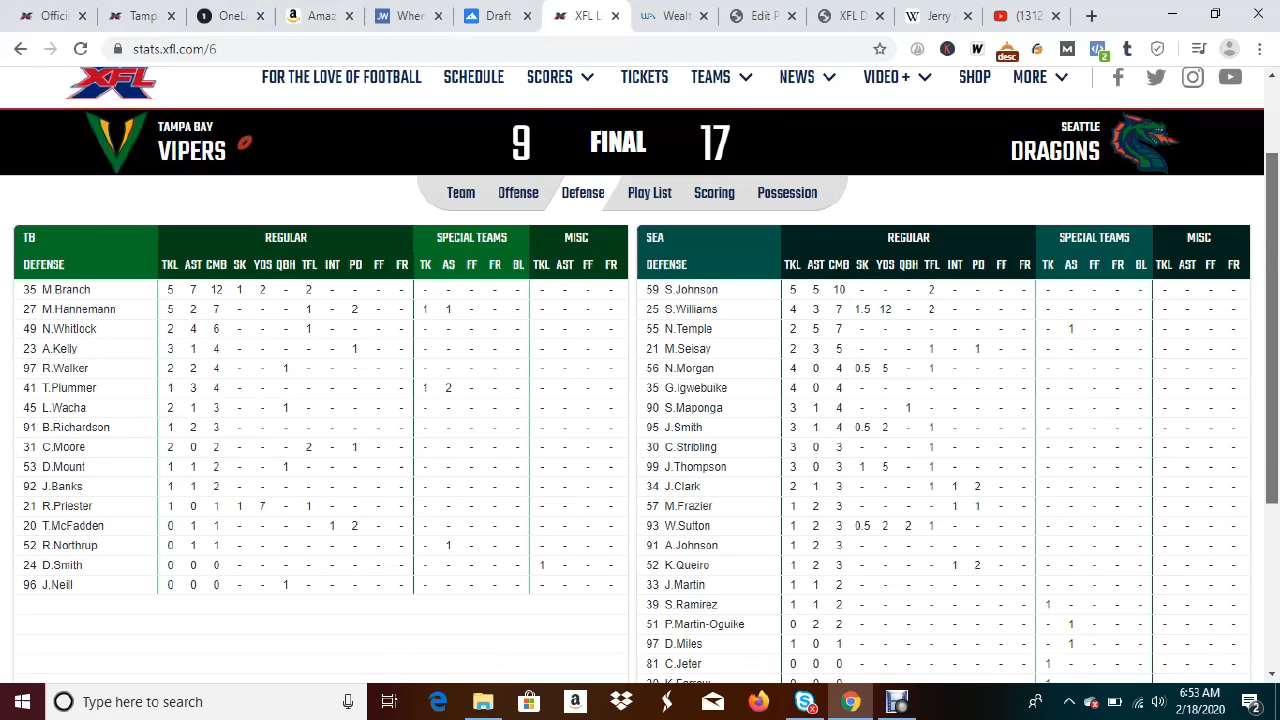 Offici
Tampa
OneL
Amaz
When
Draft
XFL L
Wealt
Edit P
XFL D
Jerry
(1312
stats.xfl.com/6
desc
2
XFL
FOR THE LOVE OF FOOTBALL SCHEDULE SCORES TICKETS TEAMS NEWS VIDEO + SHOP MORE
TAMPA BAY
VIPERS
9 FINAL 17
SEATTLE
DRAGONS
Team Offense Defense Play List Scoring Possession
TB REGULAR SPECIAL TEAMS MISC
DEFENSE TKL AST CMB SK YDS QBH TFL INT PD FF FR TK AS FF FR BL TKL AST FF FR
35 M.Branch 5 7 12 1 2 - 2 - - - - - - - - - - - - -
27 M.Hannemann 5 2 7 - - - 1 - 2 - - 1 1 - - - - - - -
49 N.Whitlock 2 4 6 - - - 1 - - - - - - - - - - - - -
23 A.Kelly 3 1 4 - - - - - 1 - - - - - - - - - - -
97 R.Walker 2 2 4 - - 1 - - - - - - - - - - - - - -
41 T.Plummer 1 3 4 - - - - - - - - 1 2 - - - - - - -
45 L.Wacha 2 1 3 - - 1 - - - - - - - - - - - - - -
91 B.Richardson 1 2 3 - - - - - - - - - - - - - - - - -
31 C.Moore 2 0 2 - - - 2 - 1 - - - - - - - - - - -
53 D.Mount 1 1 2 - - 1 - - - - - - - - - - - - - -
92 J.Banks 1 1 2 - - - - - - - - - - - - - - - - -
21 R.Priester 1 0 1 1 7 - 1 - - - - - - - - - - - - -
20 T.McFadden 0 1 1 - - - - 1 2 - - - - - - - - - - -
52 R.Northrup 0 1 1 - - - - - - - - - 1 - - - - - - -
24 D.Smith 0 0 0 - - - - - - - - - - - - - 1 - - -
96 J.Neill 0 0 0 - - 1 - - - - - - - - - - - - - -
SEA REGULAR SPECIAL TEAMS MISC
DEFENSE TKL AST CMB SK YDS QBH TFL INT PD FF FR TK AS FF FR BL TKL AST FF FR
59 S.Johnson 5 5 10 - - - 2 - - - - - - - - - - - - -
25 S.Williams 4 3 7 1.5 12 - 2 - - - - - - - - - - - - -
55 N.Temple 2 5 7 - - - - - - - - - 1 - - - - - - -
21 M.Seisay 2 3 5 - - - 1 - 1 - - - - - - - - - - -
56 N.Morgan 4 0 4 0.5 5 - 1 - - - - - - - - - - - - -
35 G.Igwebuike 4 0 4 - - - - - - - - - - - - - - - - -
90 S.Maponga 3 1 4 - - 1 - - - - - - - - - - - - - -
95 J.Smith 3 1 4 0.5 2 - - - - - - - - - - - - - - -
30 C.Stribling 3 0 3 - - - 1 - - - - - - - - - - - - -
99 J.Thompson 3 0 3 1 5 - 1 - - - - - - - - - - - - -
34 J.Clark 2 1 3 - - - 1 1 2 - - - - - - - - - - -
57 M.Frazier 1 2 3 - - - - 1 1 - - - - - - - - - - -
93 W.Sutton 1 2 3 0.5 2 2 1 - - - - - - - - - - - - -
91 A.Johnson 1 2 3 - - - - - - - - - - - - - - - - -
52 K.Queiro 1 2 3 - - - - 1 2 - - - - - - - - - - -
33 J.Martin 1 1 2 - - - - - - - - - - - - - - - - -
39 S.Ramirez 1 1 2 - - - - - - - - 1 - - - - - - - -
51 P.Martin-Oguike 0 2 2 - - - - - - - - - 1 - - - - - - -
97 D.Miles 1 0 1 - - - - - - - - - 1 - - - - - - -
81 C.Jeter 0 0 0 - - - - - - - - 1 - - - - - - - -
Type here to search
6:53 AM
2/18/2020
2